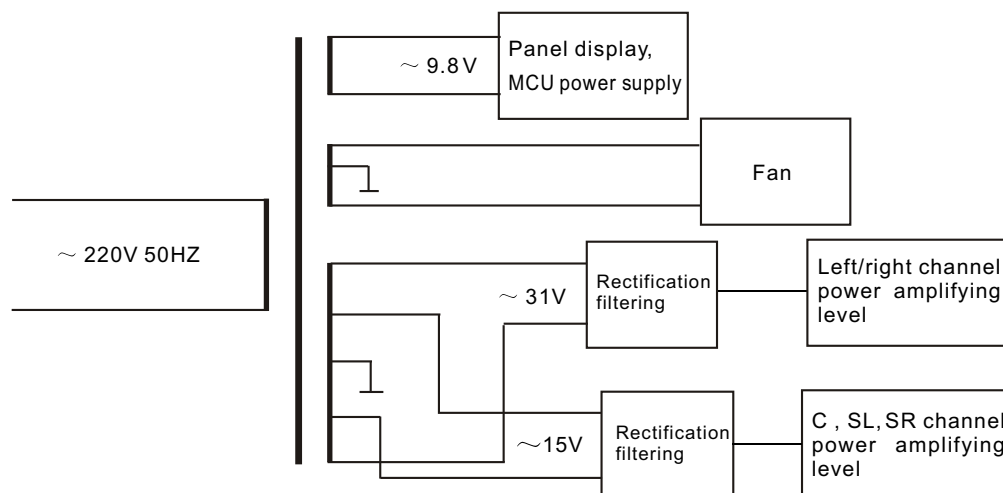 ～ 9.8V
Panel display,
MCU power supply
Fan
～ 220V 50HZ
～ 31V
Rectification
filtering
Left/right channel
power amplifying
level
～15V
Rectification
filtering
C , SL, SR channel
power amplifying
level